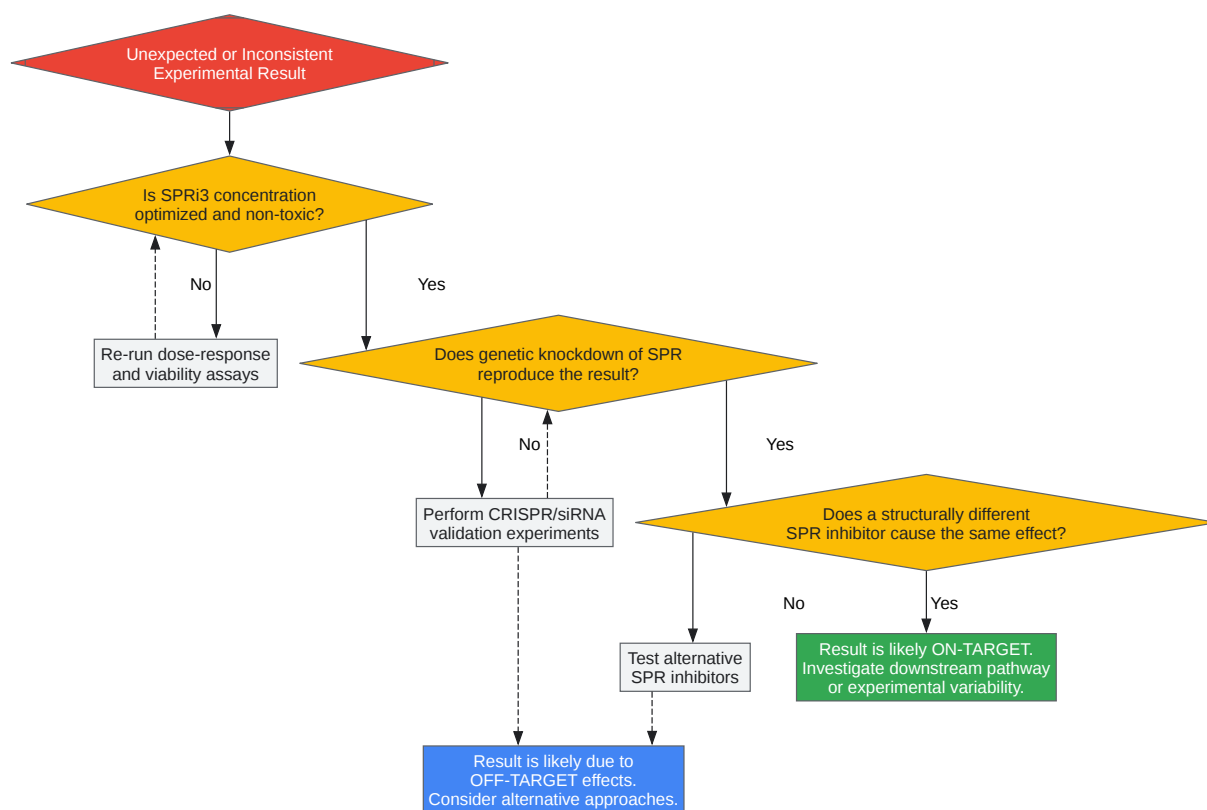 Unexpected or Inconsistent
Experimental Result
Is SPRi3 concentration
optimized and non-toxic?
No
Yes
Re-run dose-response
and viability assays
Does genetic knockdown of SPR
reproduce the result?
No
Yes
Perform CRISPR/siRNA
validation experiments
Does a structurally different
SPR inhibitor cause the same effect?
No
Yes
Test alternative
SPR inhibitors
Result is likely ON-TARGET.
Investigate downstream pathway
or experimental variability.
Result is likely due to
OFF-TARGET effects.
Consider alternative approaches.